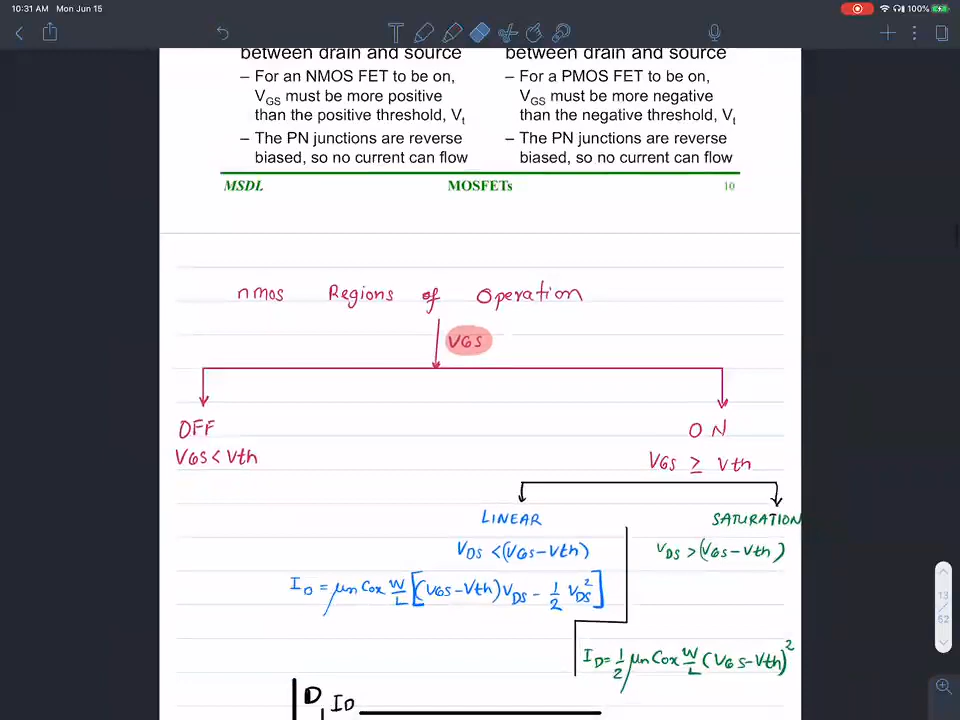 10:31 AM Mon Jun 15
100%
between drain and source
– For an NMOS FET to be on,
VGS must be more positive
than the positive threshold, Vt
– The PN junctions are reverse
biased, so no current can flow
between drain and source
– For a PMOS FET to be on,
VGS must be more negative
than the negative threshold, Vt
– The PN junctions are reverse
biased, so no current can flow
MSDL MOSFETs 10
nmos Regions of Operation
VGS
OFF
VGS < Vth
ON
VGS ≥ Vth
LINEAR
VDS < (VGS – Vth)
ID = μn Cox W/L [(VGS – Vth) VDS – 1/2 VDS²]
SATURATION
VDS > (VGS – Vth)
ID = 1/2 μn Cox W/L (VGS – Vth)²
D ID
13
/
62